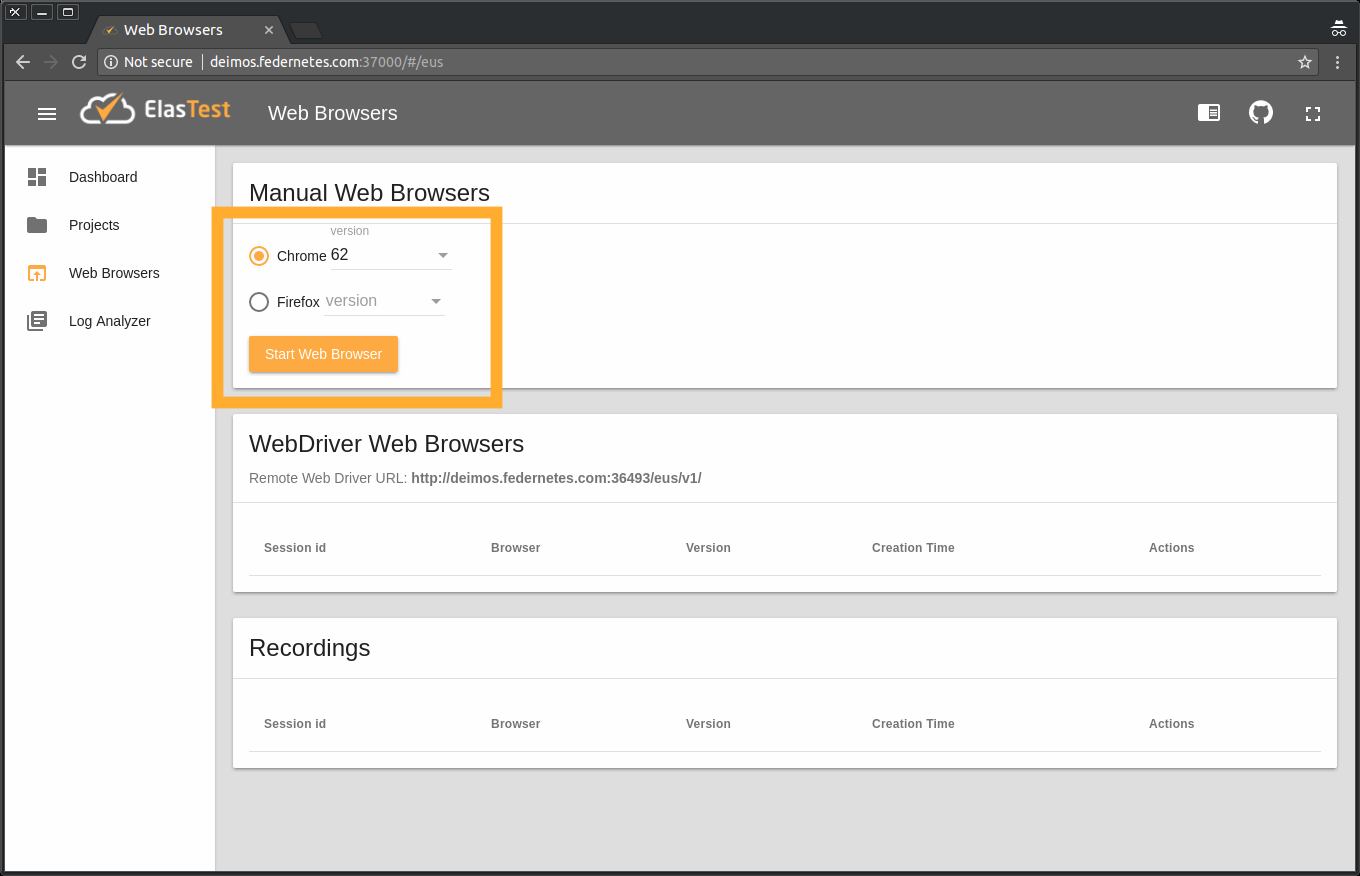 Web Browsers
Not secure deimos.federnetes.com:37000/#/eus
ElasTest Web Browsers
Dashboard
Projects
Web Browsers
Log Analyzer
Manual Web Browsers
version
Chrome 62
Firefox version
Start Web Browser
WebDriver Web Browsers
Remote Web Driver URL: http://deimos.federnetes.com:36493/eus/v1/
Session id Browser Version Creation Time Actions
Recordings
Session id Browser Version Creation Time Actions